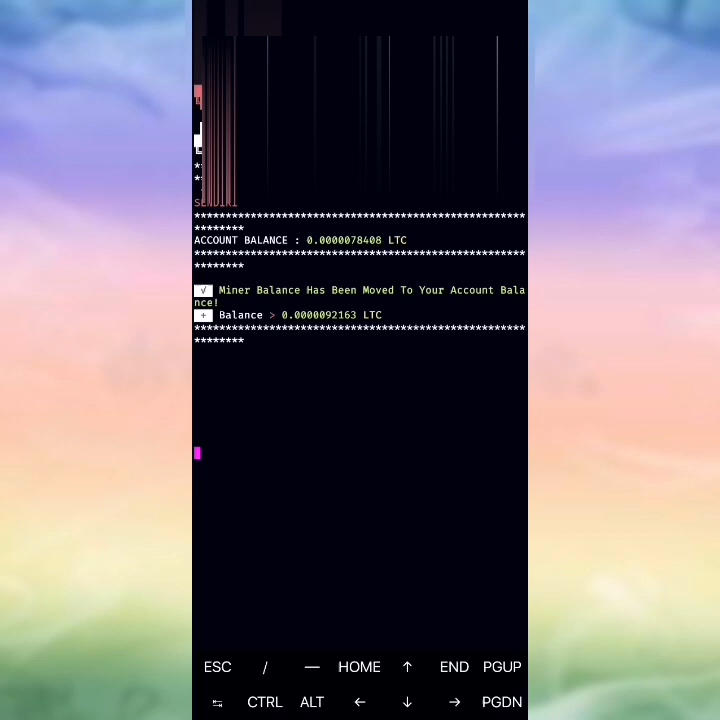 SENDIRI
*****************************************************
********
ACCOUNT BALANCE : 0.0000078408 LTC
*****************************************************
********
√ Miner Balance Has Been Moved To Your Account Bala
nce!
+ Balance > 0.0000092163 LTC
*****************************************************
********
ESC / — HOME ↑ END PGUP
↹ CTRL ALT ← ↓ → PGDN